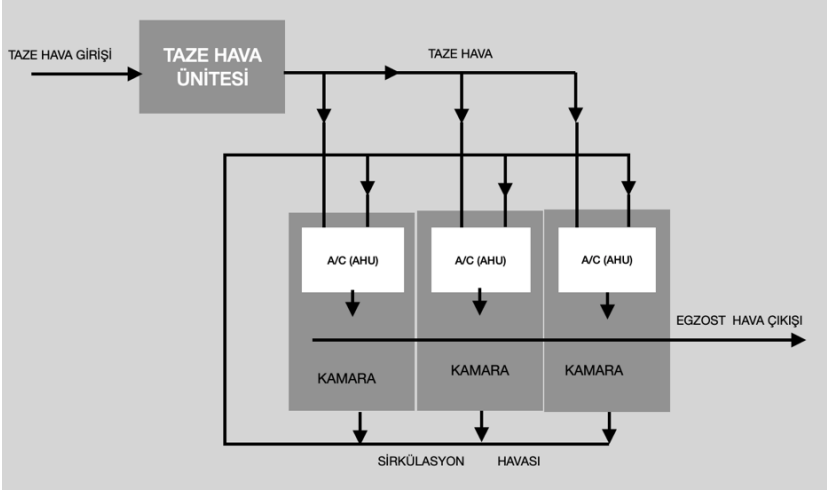 TAZE HAVA GİRİŞİ
TAZE HAVA
ÜNİTESİ
TAZE HAVA
A/C (AHU)
A/C (AHU)
A/C (AHU)
EGZOST  HAVA ÇIKIŞI
KAMARA
KAMARA
KAMARA
SİRKÜLASYON HAVASI